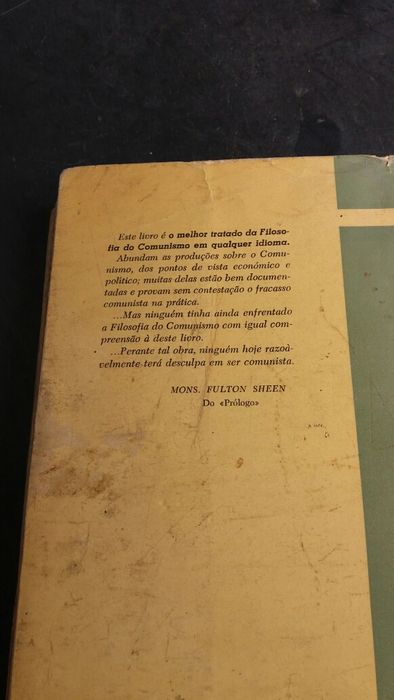 Este livro é o melhor tratado da Filoso-
fia do Comunismo em qualquer idioma.
Abundam as produções sobre o Comu-
nismo, dos pontos de vista económico e
político; muitas delas estão bem documen-
tadas e provam sem contestação o fracasso
comunista na prática.
...Mas ninguém tinha ainda enfrentado
a Filosofia do Comunismo com igual com-
preensão à deste livro.
...Perante tal obra, ninguém hoje razoà-
velmente terá desculpa em ser comunista.
MONS. FULTON SHEEN
Do «Prólogo»